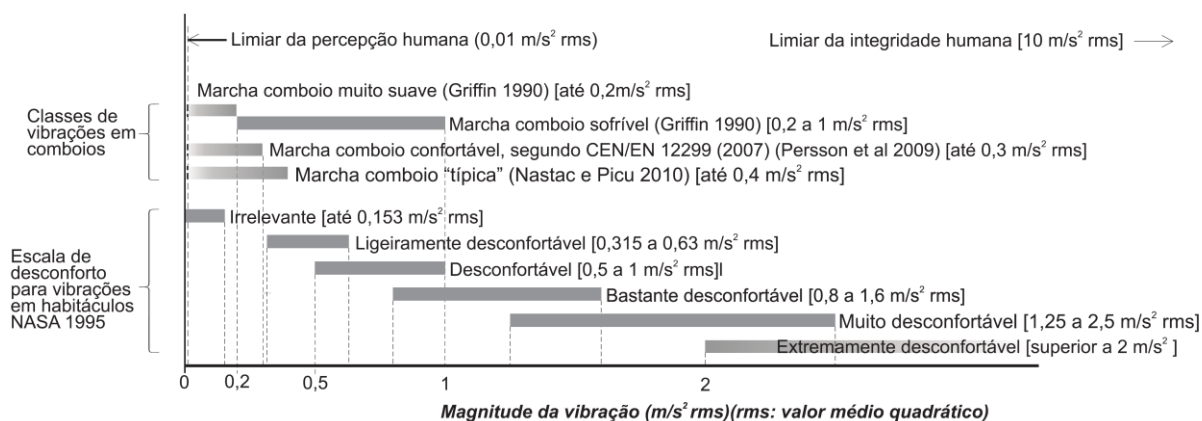 Limiar da percepção humana (0,01 m/s² rms)
Limiar da integridade humana [10 m/s² rms]
Classes de
vibrações em
comboios
Marcha comboio muito suave (Griffin 1990) [até 0,2m/s² rms]
Marcha comboio sofrível (Griffin 1990) [0,2 a 1 m/s² rms]
Marcha comboio confortável, segundo CEN/EN 12299 (2007) (Persson et al 2009) [até 0,3 m/s² rms]
Marcha comboio “típica” (Nastac e Picu 2010) [até 0,4 m/s² rms]
Escala de
desconforto
para vibrações
em habitáculos
NASA 1995
Irrelevante [até 0,153 m/s² rms]
Ligeiramente desconfortável [0,315 a 0,63 m/s² rms]
Desconfortável [0,5 a 1 m/s² rms]l
Bastante desconfortável [0,8 a 1,6 m/s² rms]
Muito desconfortável [1,25 a 2,5 m/s² rms]
Extremamente desconfortável [superior a 2 m/s² ]
0 0,2 0,5 1 2
Magnitude da vibração (m/s² rms)(rms: valor médio quadrático)